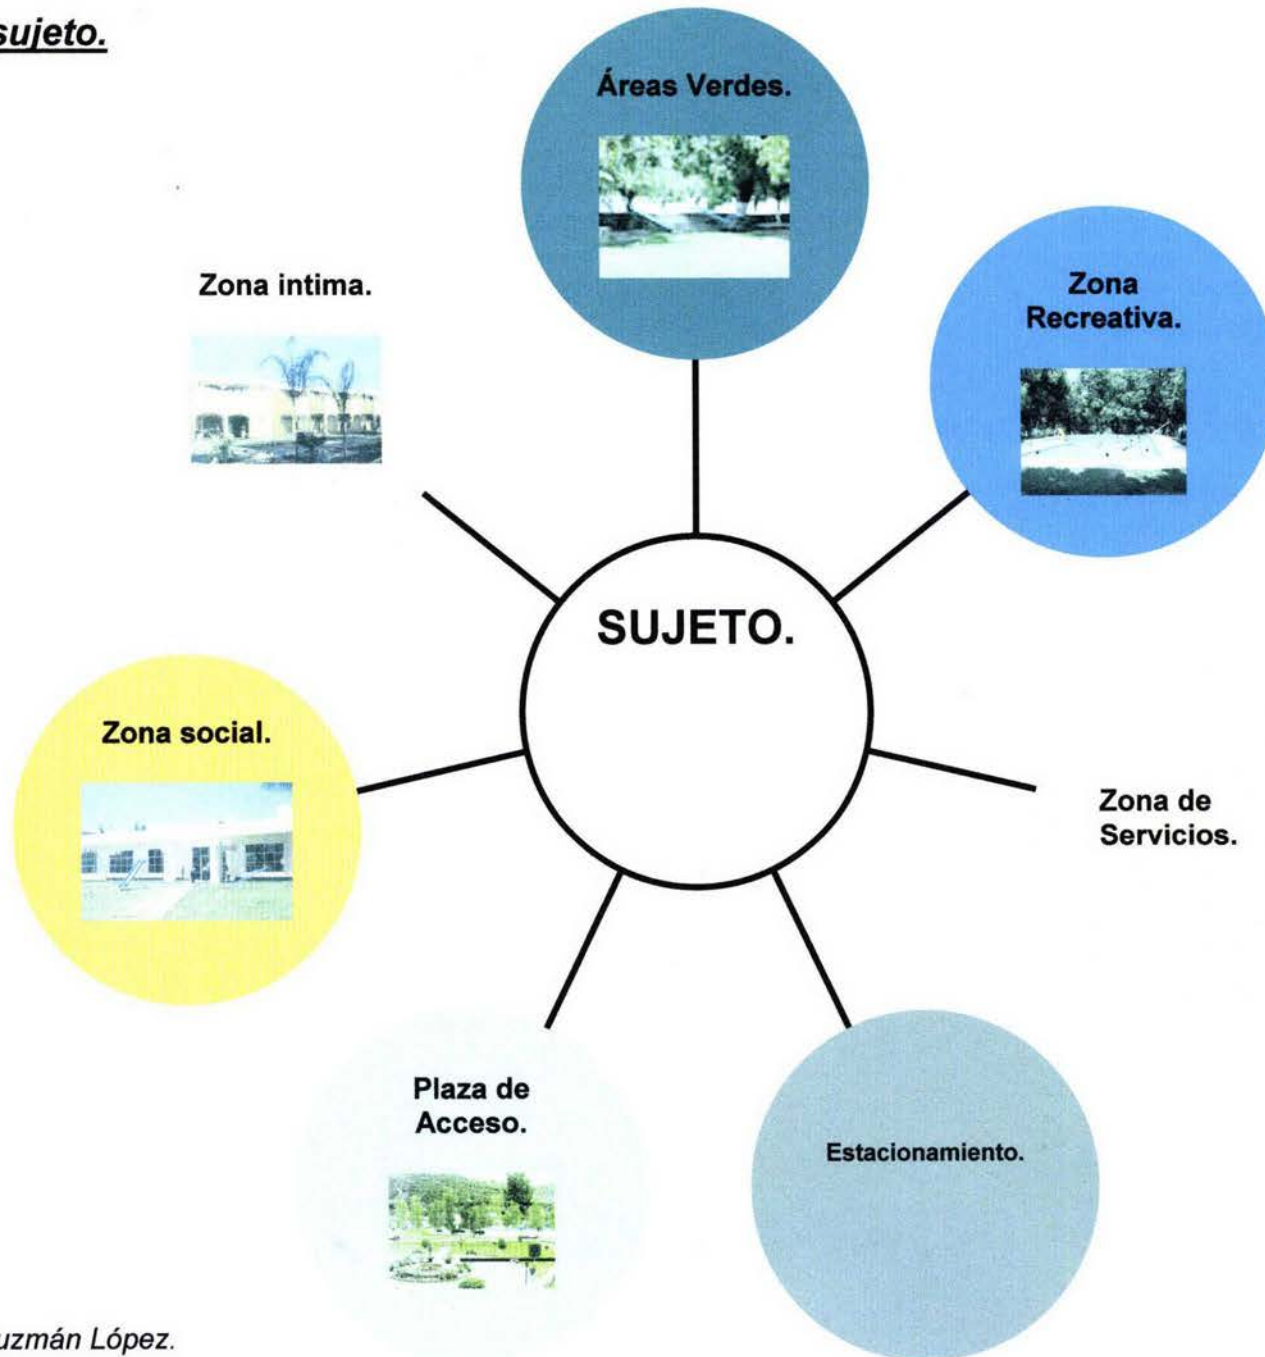 sujeto.
Áreas Verdes.
Zona intima.
Zona
Recreativa.
SUJETO.
Zona social.
Zona de
Servicios.
Plaza de
Acceso.
Estacionamiento.
uzmán López.